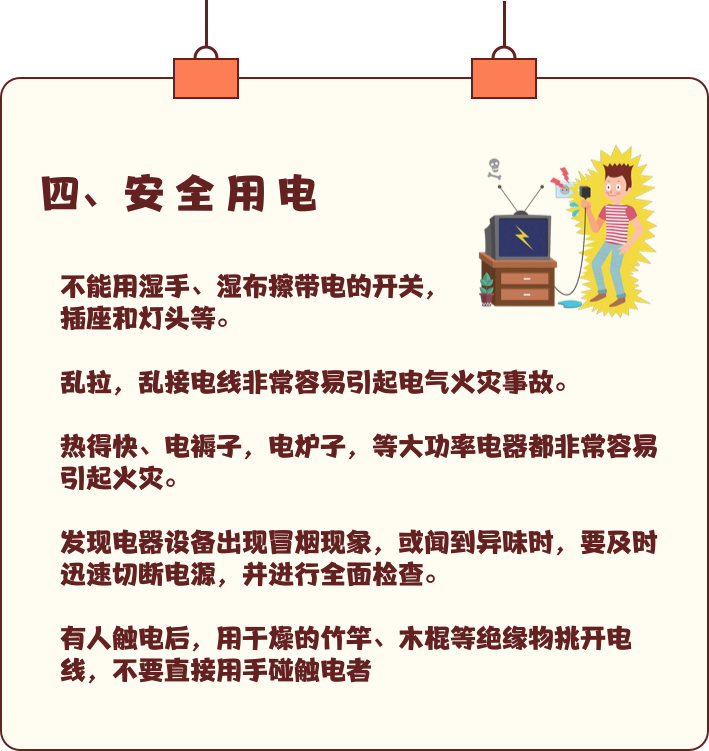 四、安全用电
不能用湿手、湿布擦带电的开关，
插座和灯头等。
乱拉，乱接电线非常容易引起电气火灾事故。
热得快、电褥子，电炉子，等大功率电器都非常容易
引起火灾。
发现电器设备出现冒烟现象，或闻到异味时，要及时
迅速切断电源，并进行全面检查。
有人触电后，用干燥的竹竿、木棍等绝缘物挑开电
线，不要直接用手碰触电者